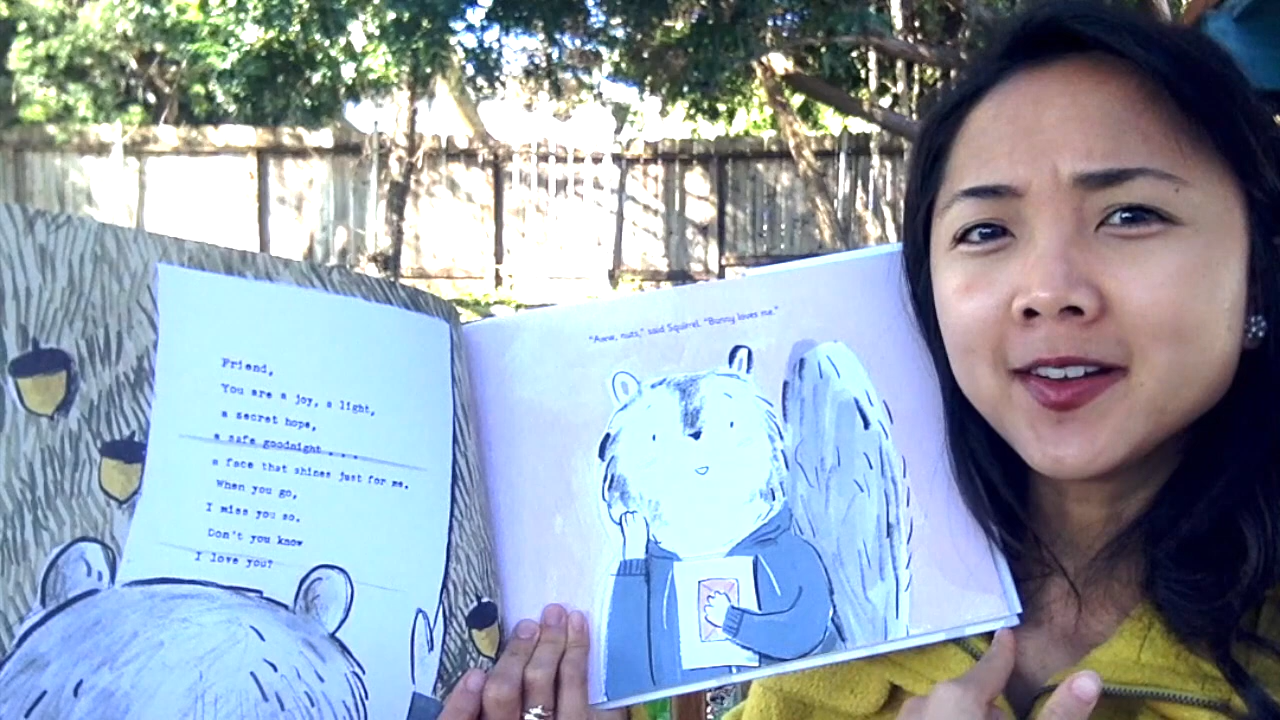 Friend,
You are a joy, a light,
a secret hope,
a safe goodnight . . .
a face that shines just for me.
When you go,
I miss you so.
Don't you know
I love you?
"Aww, nuts," said Squirrel. "Bunny loves me."